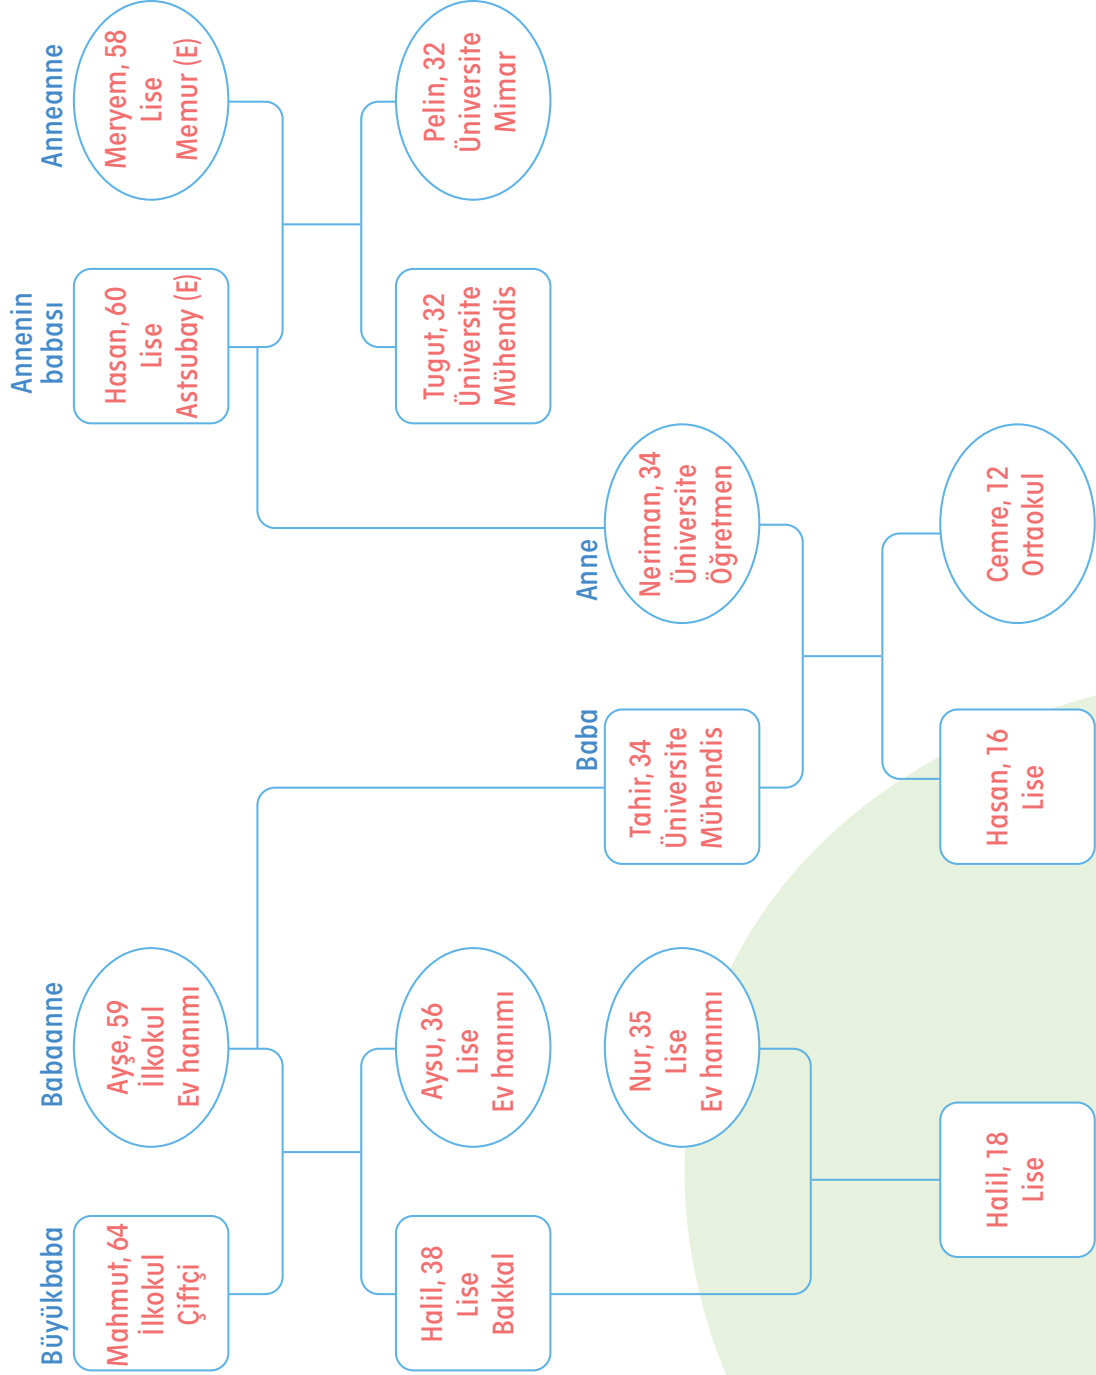 Büyükbaba
Mahmut, 64
İlkokul
Çiftçi
Babaanne
Ayşe, 59
İlkokul
Ev hanımı
Annenin
babası
Hasan, 60
Lise
Astsubay (E)
Anneanne
Meryem, 58
Lise
Memur (E)
Halil, 38
Lise
Bakkal
Aysu, 36
Lise
Ev hanımı
Tugut, 32
Üniversite
Mühendis
Pelin, 32
Üniversite
Mimar
Nur, 35
Lise
Ev hanımı
Baba
Tahir, 34
Üniversite
Mühendis
Anne
Neriman, 34
Üniversite
Öğretmen
Halil, 18
Lise
Hasan, 16
Lise
Cemre, 12
Ortaokul